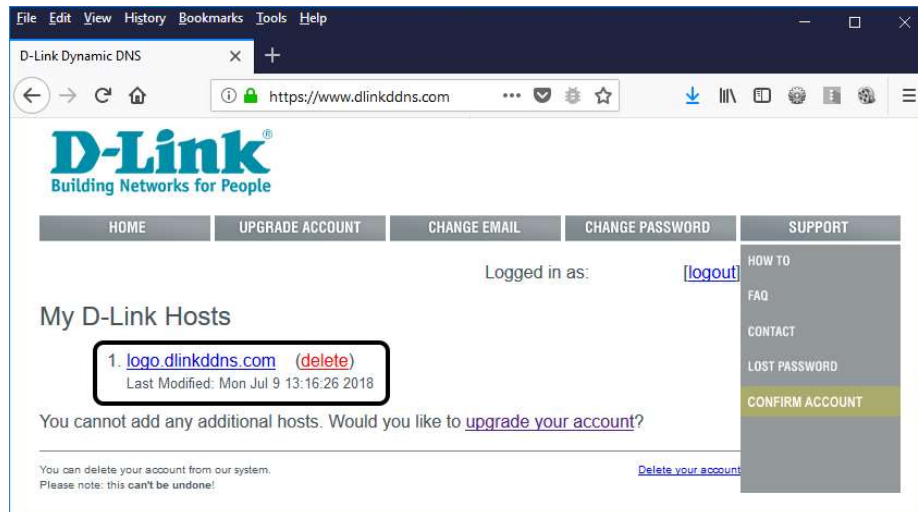 File Edit View History Bookmarks Tools Help
D-Link Dynamic DNS
https://www.dlinkddns.com
D-Link®
Building Networks for People
HOME UPGRADE ACCOUNT CHANGE EMAIL CHANGE PASSWORD SUPPORT
Logged in as: [logout]
HOW TO
FAQ
CONTACT
LOST PASSWORD
CONFIRM ACCOUNT
My D-Link Hosts
1. logo.dlinkddns.com (delete)
Last Modified: Mon Jul 9 13:16:26 2018
You cannot add any additional hosts. Would you like to upgrade your account?
You can delete your account from our system. Delete your account
Please note: this can't be undone!